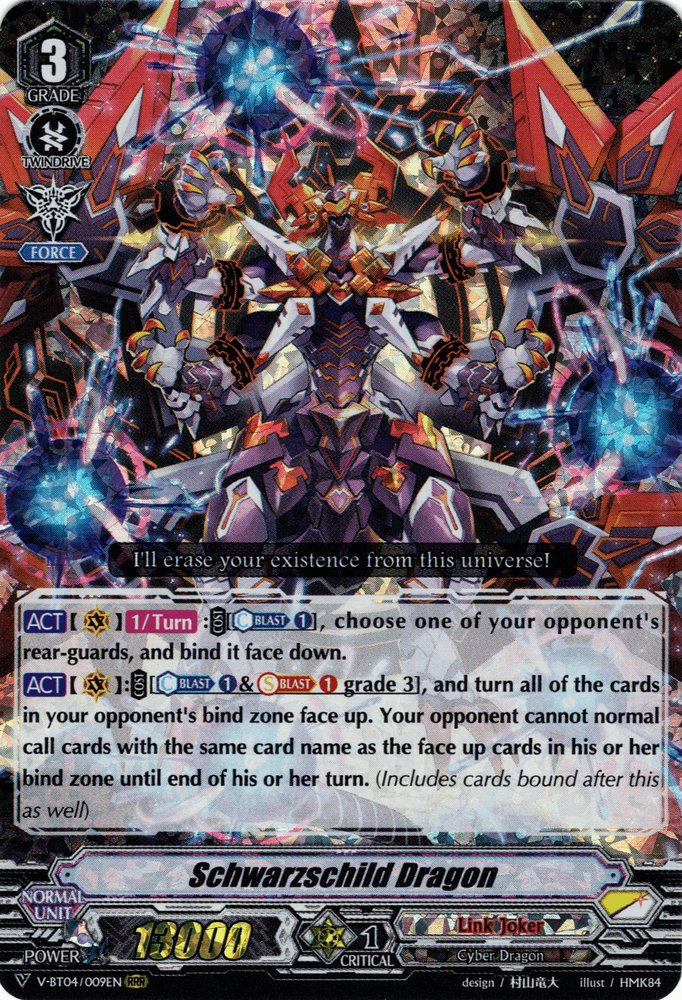 3
GRADE
TWINDRIVE
FORCE
I'll erase your existence from this universe!
ACT【 】1/Turn :COST[C BLAST 1], choose one of your opponent's
rear-guards, and bind it face down.
ACT【 】:COST[C BLAST 1 & S BLAST 1 grade 3], and turn all of the cards
in your opponent's bind zone face up. Your opponent cannot normal
call cards with the same card name as the face up cards in his or her
bind zone until end of his or her turn. (Includes cards bound after this
as well)
Schwarzschild Dragon
NORMAL
UNIT
POWER 13000 1 CRITICAL
Link Joker
Cyber Dragon
V-BT04/009EN RRR design / 村山竜大 illust / HMK84